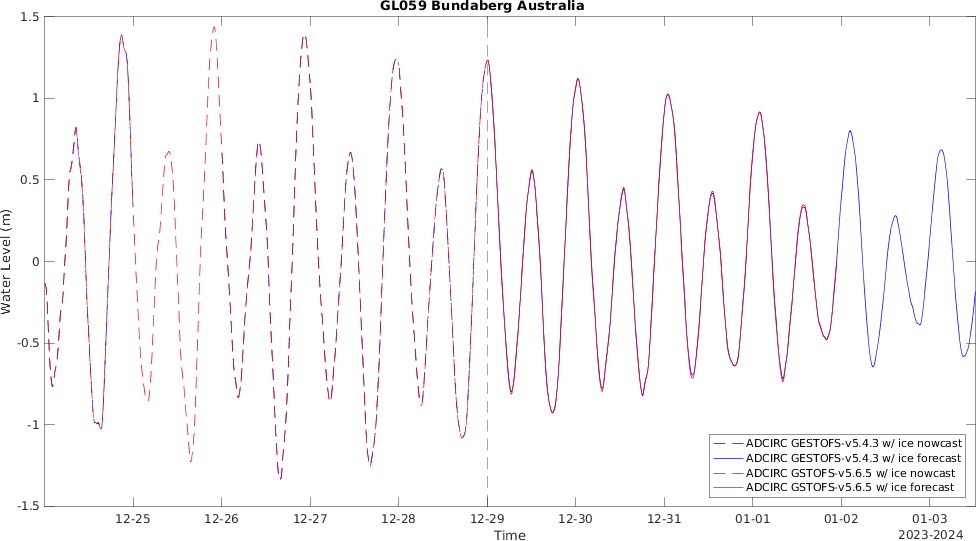 GL059 Bundaberg Australia
1.5
1
0.5
0
-0.5
-1
-1.5
Water Level (m)
12-25
12-26
12-27
12-28
12-29
12-30
12-31
01-01
01-02
01-03
Time
2023-2024
ADCIRC GESTOFS-v5.4.3 w/ ice nowcast
ADCIRC GESTOFS-v5.4.3 w/ ice forecast
ADCIRC GSTOFS-v5.6.5 w/ ice nowcast
ADCIRC GSTOFS-v5.6.5 w/ ice forecast